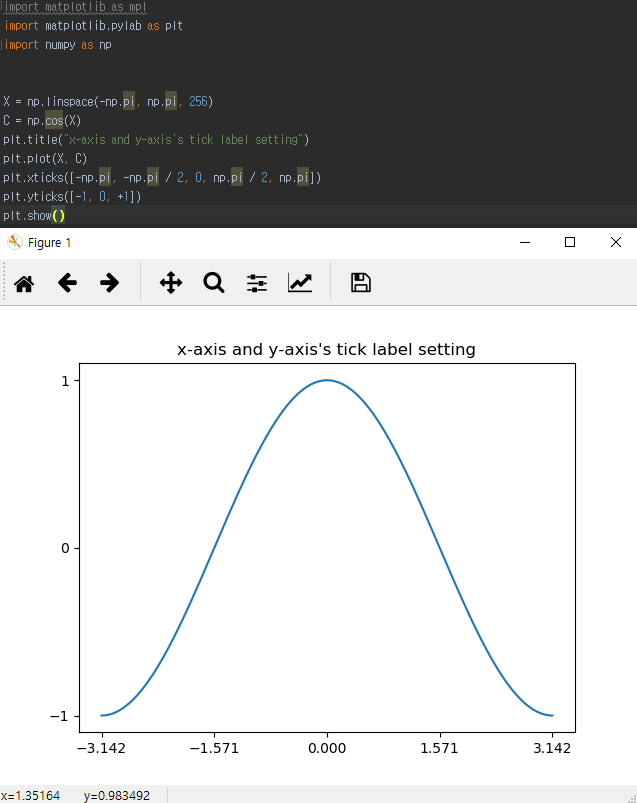 import matplotlib as mpl
import matplotlib.pylab as plt
import numpy as np
X = np.linspace(-np.pi, np.pi, 256)
C = np.cos(X)
plt.title("x-axis and y-axis's tick label setting")
plt.plot(X, C)
plt.xticks([-np.pi, -np.pi / 2, 0, np.pi / 2, np.pi])
plt.yticks([-1, 0, +1])
plt.show()
Figure 1
x-axis and y-axis's tick label setting
1
0
−1
−3.142 −1.571 0.000 1.571 3.142
x=1.35164 y=0.983492